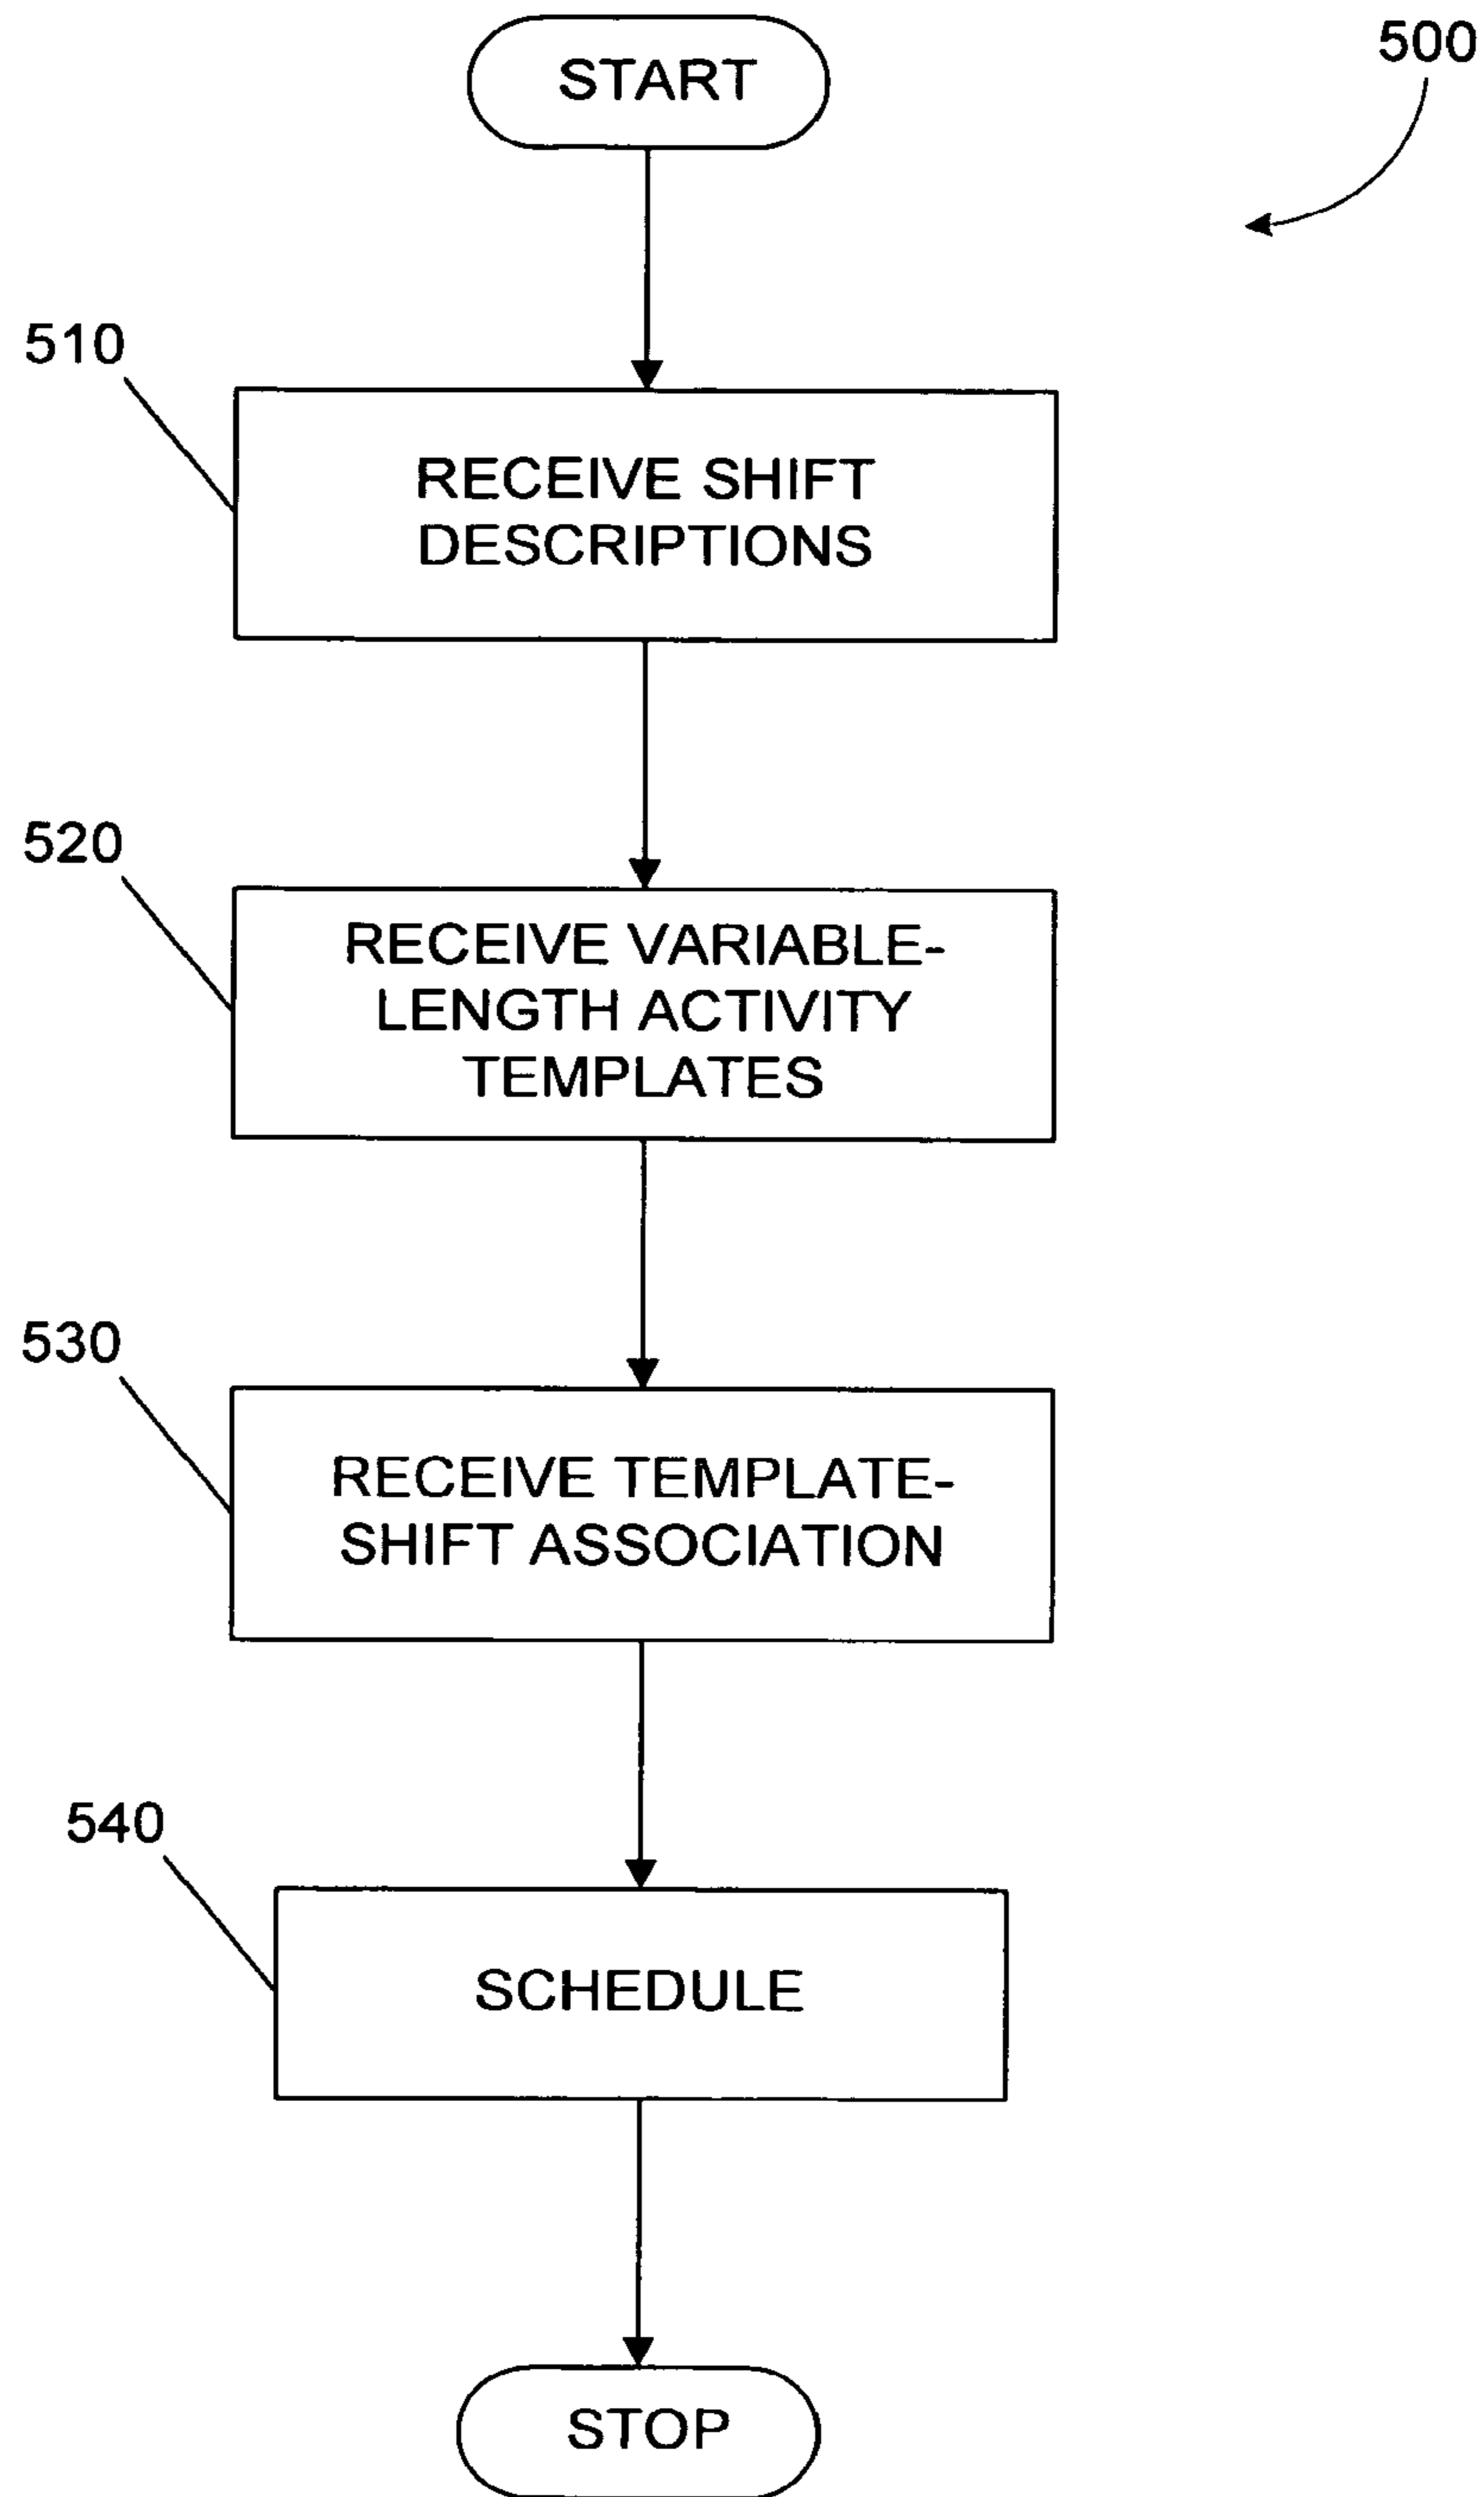 START
500
510
RECEIVE SHIFT
DESCRIPTIONS
520
RECEIVE VARIABLE-
LENGTH ACTIVITY
TEMPLATES
530
RECEIVE TEMPLATE-
SHIFT ASSOCIATION
540
SCHEDULE
STOP